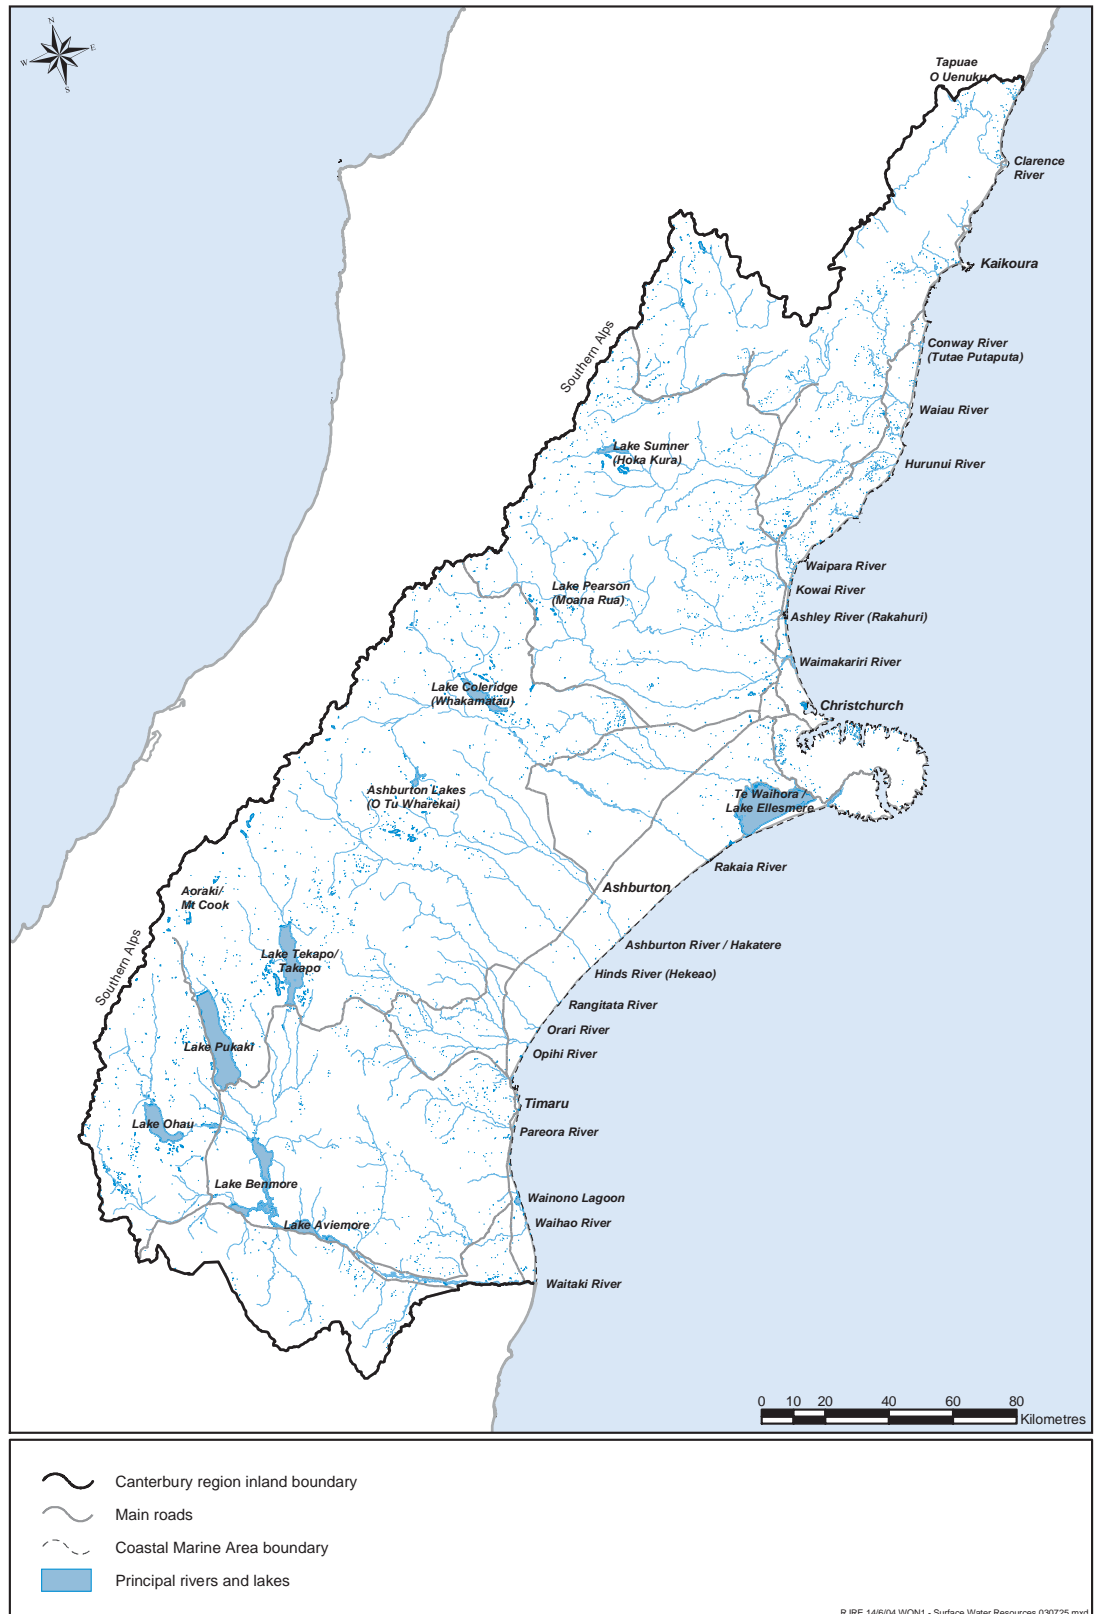 N
E
W
S
Tapuae
O Uenuku
Clarence
River
Kaikoura
Southern Alps
Conway River
(Tutae Putaputa)
Waiau River
Lake Sumner
(Hoka Kura)
Hurunui River
Waipara River
Lake Pearson
(Moana Rua)
Kowai River
Ashley River (Rakahuri)
Waimakariri River
Lake Coleridge
(Whakamatau)
Christchurch
Ashburton Lakes
(O Tu Wharekai)
Te Waihora /
Lake Ellesmere
Rakaia River
Ashburton
Aoraki/
Mt Cook
Southern Alps
Ashburton River / Hakatere
Lake Tekapo/
Takapo
Hinds River (Hekeao)
Rangitata River
Orari River
Lake Pukaki
Opihi River
Timaru
Lake Ohau
Pareora River
Lake Benmore
Wainono Lagoon
Lake Aviemore
Waihao River
Waitaki River
0 10 20 40 60 80
Kilometres
Canterbury region inland boundary
Main roads
Coastal Marine Area boundary
Principal rivers and lakes